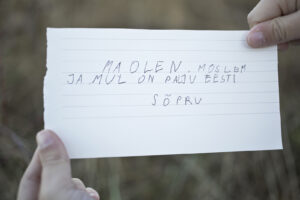 MA OLEN. MOSLEM
JA MUL ON PALJU EESTI
SÕPRU